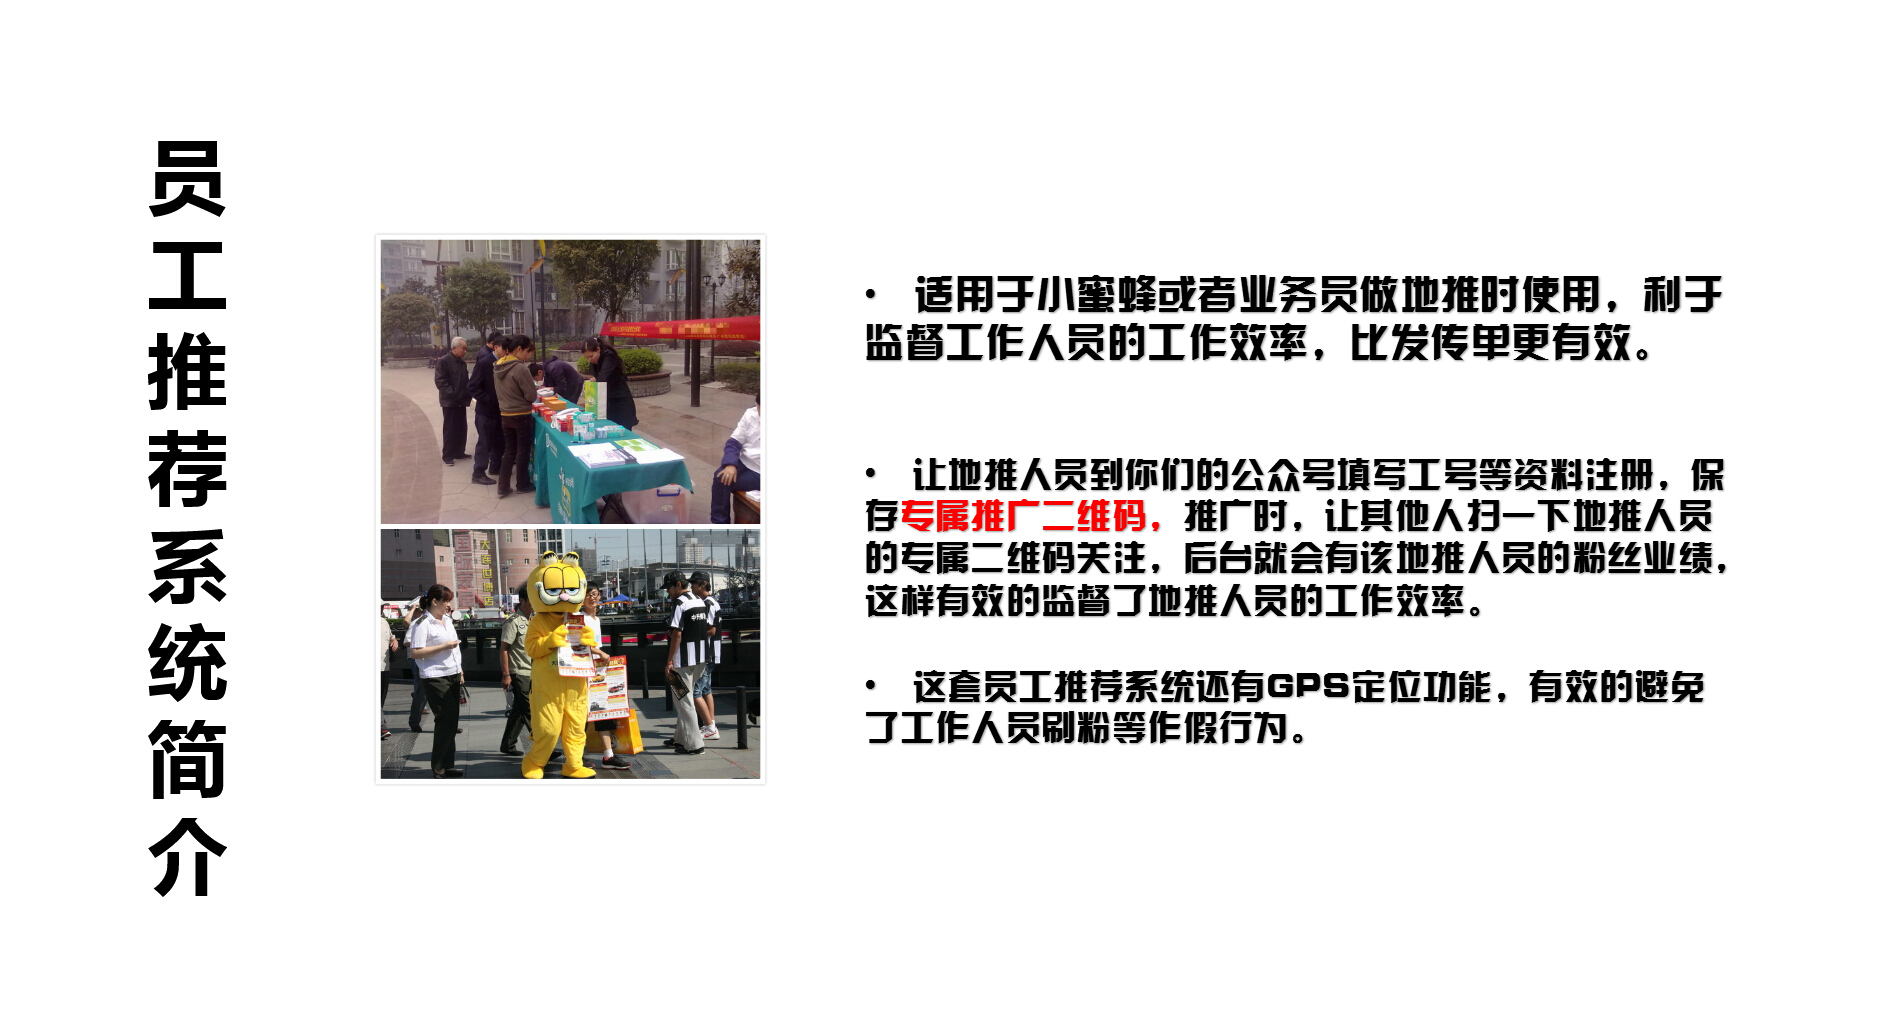 员工推荐系统简介
• 适用于小蜜蜂或者业务员做地推时使用，利于
监督工作人员的工作效率，比发传单更有效。
• 让地推人员到你们的公众号填写工号等资料注册，保
存专属推广二维码，推广时，让其他人扫一下地推人员
的专属二维码关注，后台就会有该地推人员的粉丝业绩，
这样有效的监督了地推人员的工作效率。
• 这套员工推荐系统还有GPS定位功能，有效的避免
了工作人员刷粉等作假行为。